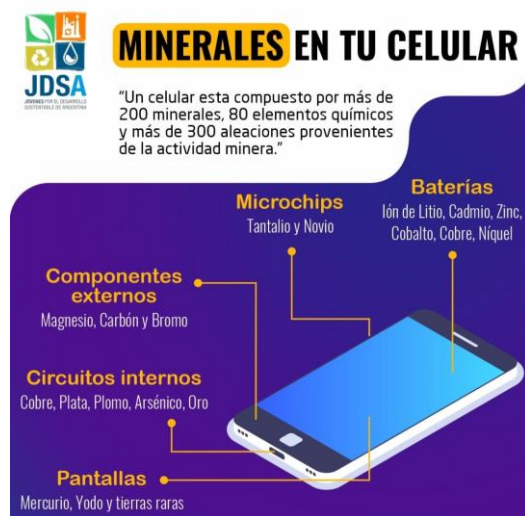 JDSA
JÓVENES POR EL DESARROLLO
SUSTENTABLE DE ARGENTINA
MINERALES EN TU CELULAR
"Un celular esta compuesto por más de
200 minerales, 80 elementos químicos
y más de 300 aleaciones provenientes
de la actividad minera."
Microchips
Tantalio y Novio
Baterías
Ión de Litio, Cadmio, Zinc,
Cobalto, Cobre, Níquel
Componentes
externos
Magnesio, Carbón y Bromo
Circuitos internos
Cobre, Plata, Plomo, Arsénico, Oro
Pantallas
Mercurio, Yodo y tierras raras